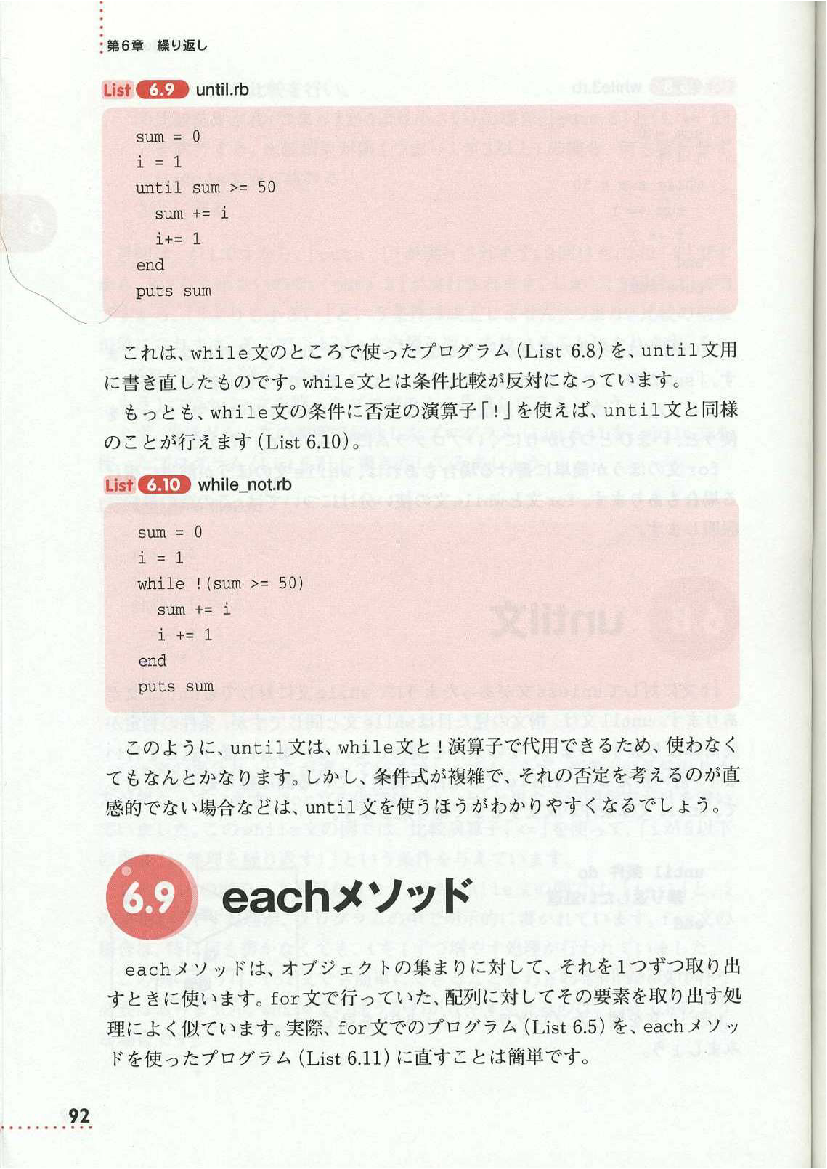 第6章 繰り返し
List 6.9 until.rb
sum = 0
i = 1
until sum >= 50
  sum += i
  i+= 1
end
puts sum
これは、while文のところで使ったプログラム(List 6.8)を、until文用
に書き直したものです。while文とは条件比較が反対になっています。
もっとも、while文の条件に否定の演算子「!」を使えば、until文と同様
のことが行えます(List 6.10)。
List 6.10 while_not.rb
sum = 0
i = 1
while !(sum >= 50)
  sum += i
  i += 1
end
puts sum
このように、until文は、while文と!演算子で代用できるため、使わなく
てもなんとかなります。しかし、条件式が複雑で、それの否定を考えるのが直
感的でない場合などは、until文を使うほうがわかりやすくなるでしょう。
6.9 eachメソッド
eachメソッドは、オブジェクトの集まりに対して、それを1つずつ取り出
すときに使います。for文で行っていた、配列に対してその要素を取り出す処
理によく似ています。実際、for文でのプログラム(List 6.5)を、eachメソッ
ドを使ったプログラム(List 6.11)に直すことは簡単です。
92